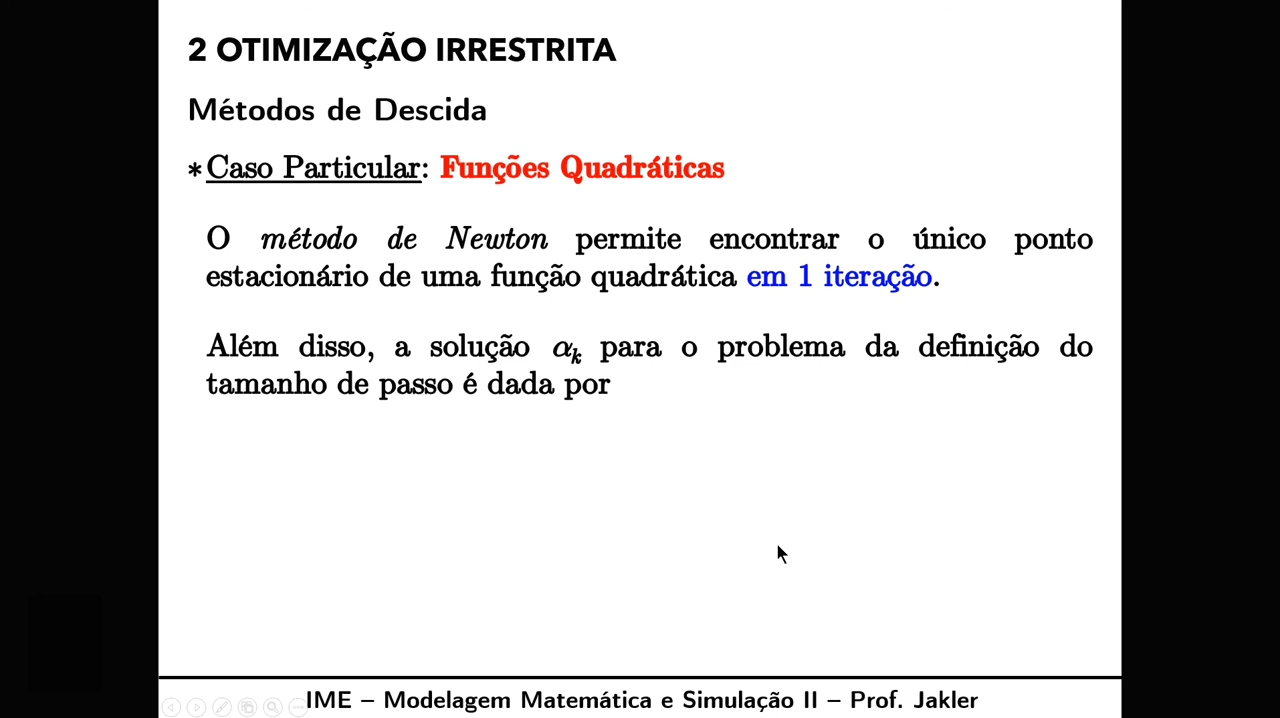 2 OTIMIZAÇÃO IRRESTRITA
Métodos de Descida
*Caso Particular: Funções Quadráticas
O método de Newton permite encontrar o único ponto
estacionário de uma função quadrática em 1 iteração.
Além disso, a solução αₖ para o problema da definição do
tamanho de passo é dada por
IME – Modelagem Matemática e Simulação II – Prof. Jakler